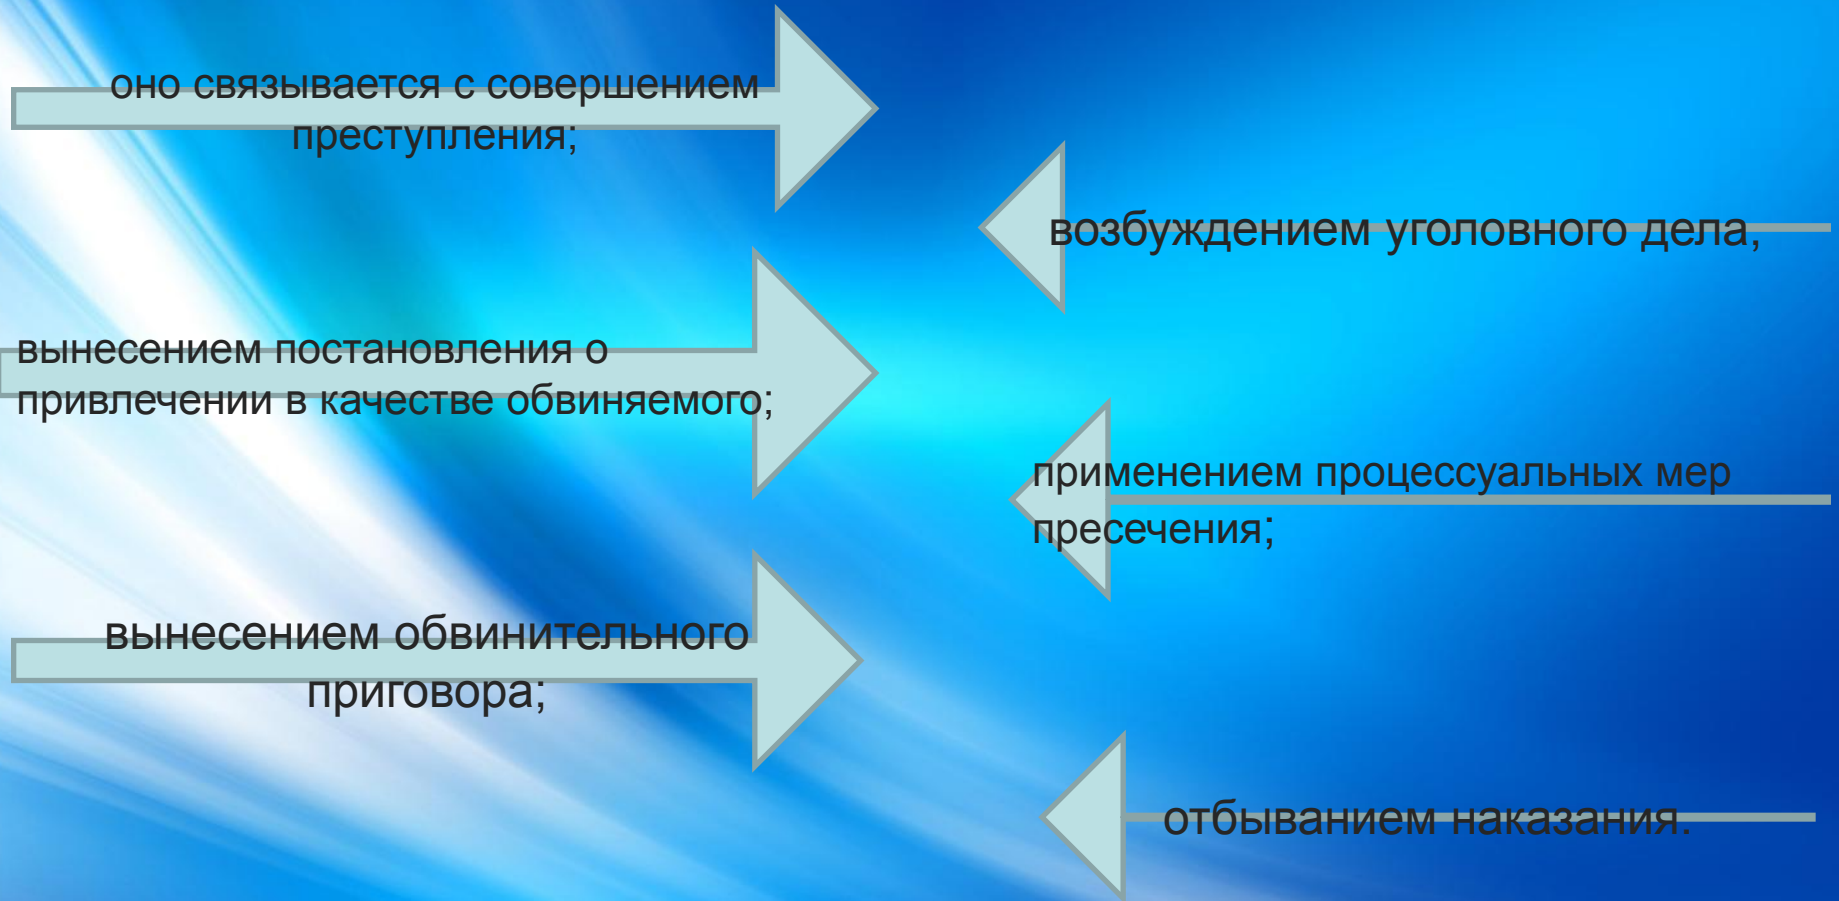 оно связывается с совершением
преступления;
возбуждением уголовного дела,
вынесением постановления о
привлечении в качестве обвиняемого;
применением процессуальных мер
пресечения;
вынесением обвинительного
приговора;
отбыванием наказания.